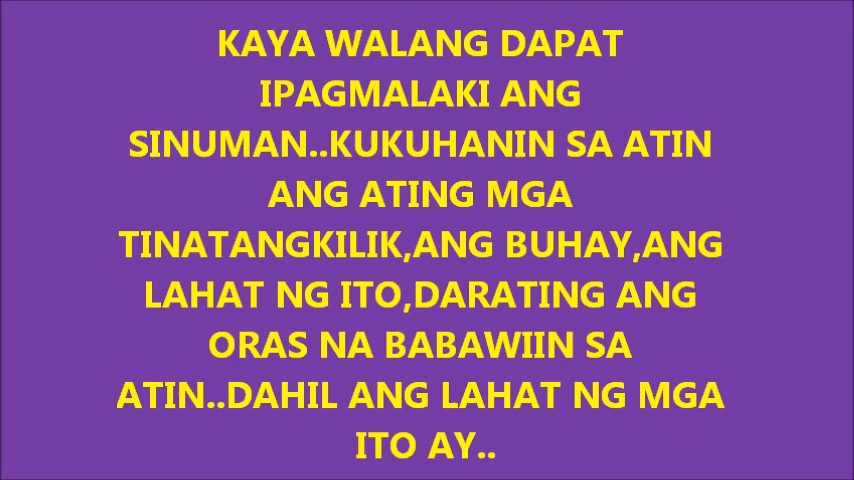 KAYA WALANG DAPAT
IPAGMALAKI ANG
SINUMAN..KUKUHANIN SA ATIN
ANG ATING MGA
TINATANGKILIK,ANG BUHAY,ANG
LAHAT NG ITO,DARATING ANG
ORAS NA BABAWIIN SA
ATIN..DAHIL ANG LAHAT NG MGA
ITO AY..